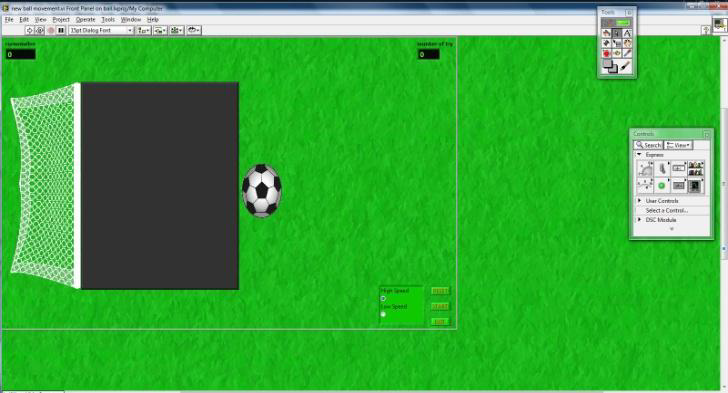 new ball movement.vi Front Panel on ball.lvproj/My Computer
File Edit View Project Operate Tools Window Help
15pt Dialog Font
Tools
number of try
0
0
Controls
Search View
Express
User Controls
Select a Control...
DSC Module
High Speed
Low Speed
RESET
START